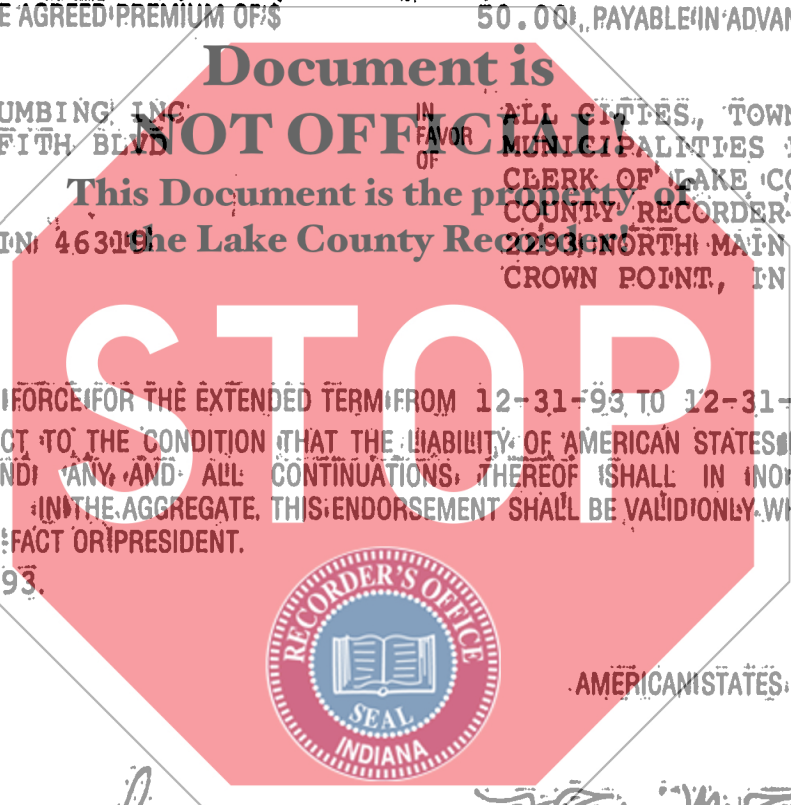 E AGREED PREMIUM OF $ 50.00, PAYABLE IN ADVAN
Document is
NOT OFFICIAL!
This Document is the property of
the Lake County Recorder!
UMBING INC
FITH BLVD
IN 46319
IN
FAVOR
OF
ALL CITIES, TOWN
MUNICIPALITIES
CLERK OF LAKE CO
COUNTY RECORDER
2293 NORTH MAIN
CROWN POINT, IN
STOP
FORCE FOR THE EXTENDED TERM FROM 12-31-93 TO 12-31-
CT TO THE CONDITION THAT THE LIABILITY OF AMERICAN STATES
ND ANY AND ALL CONTINUATIONS THEREOF SHALL IN NO
IN THE AGGREGATE. THIS ENDORSEMENT SHALL BE VALID ONLY WH
FACT OR PRESIDENT.
93.
RECORDER'S OFFICE
SEAL
INDIANA
AMERICAN STATES